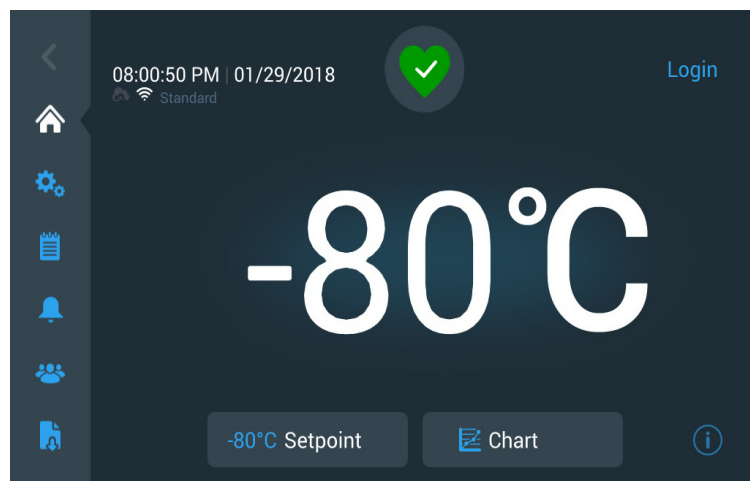 08:00:50 PM | 01/29/2018
Login
Standard
-80°C
-80°C Setpoint
Chart